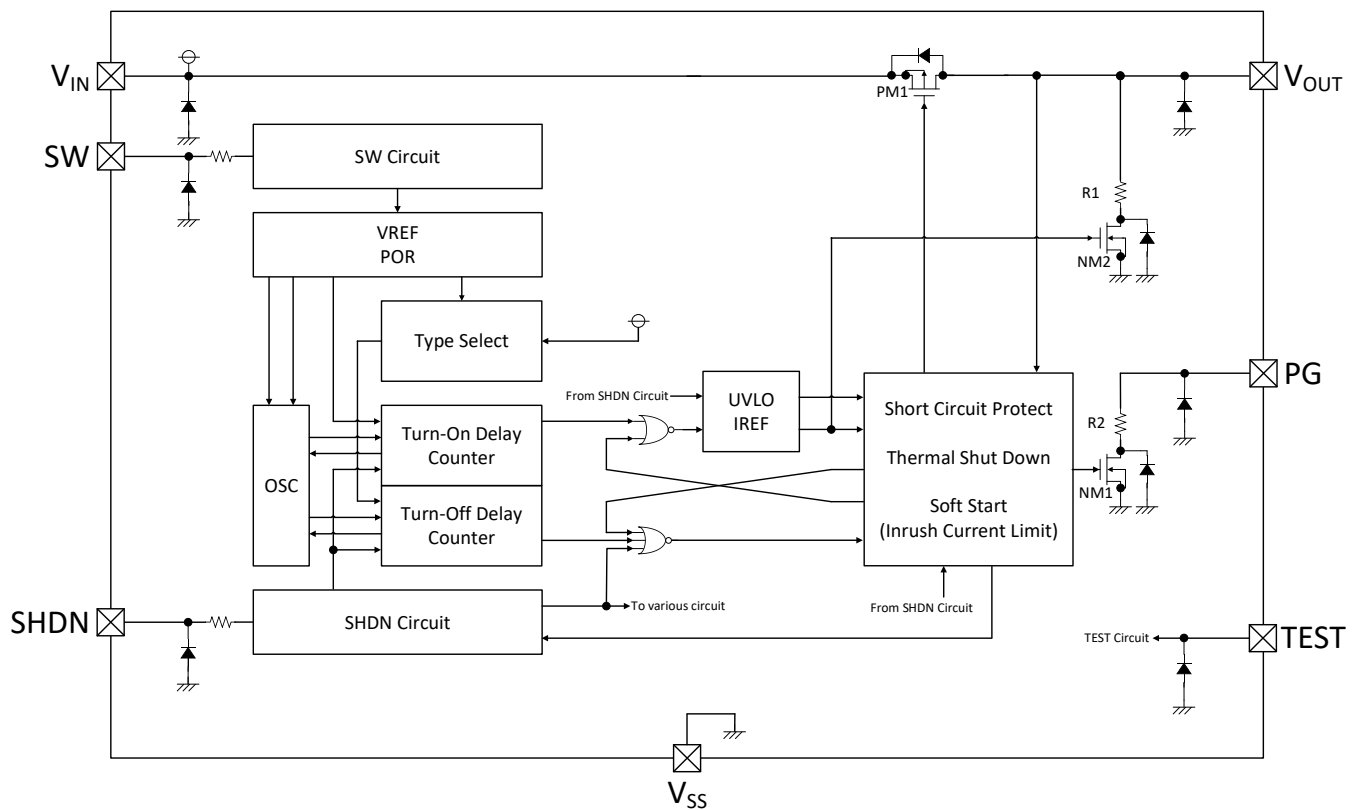 VIN
PM1
VOUT
SW
SW Circuit
R1
VREF
POR
NM2
Type Select
PG
From SHDN Circuit
UVLO
IREF
Short Circuit Protect
Thermal Shut Down
Soft Start
(Inrush Current Limit)
R2
NM1
OSC
Turn-On Delay
Counter
Turn-Off Delay
Counter
SHDN
SHDN Circuit
To various circuit
From SHDN Circuit
TEST Circuit
TEST
VSS